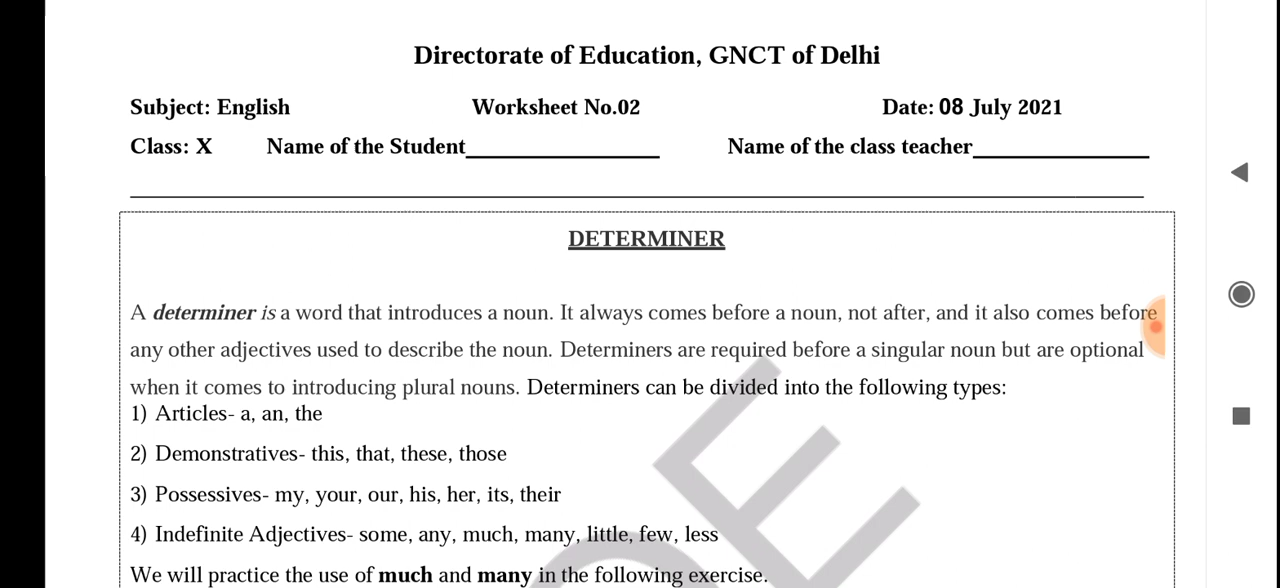 Directorate of Education, GNCT of Delhi
Subject: English Worksheet No.02 Date: 08 July 2021
Class: X Name of the Student_________________ Name of the class teacher________________
DETERMINER
A determiner is a word that introduces a noun. It always comes before a noun, not after, and it also comes before
any other adjectives used to describe the noun. Determiners are required before a singular noun but are optional
when it comes to introducing plural nouns. Determiners can be divided into the following types:
1) Articles- a, an, the
2) Demonstratives- this, that, these, those
3) Possessives- my, your, our, his, her, its, their
4) Indefinite Adjectives- some, any, much, many, little, few, less
We will practice the use of much and many in the following exercise.